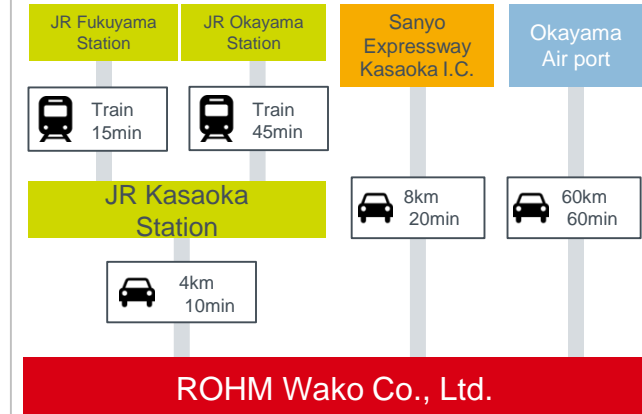 JR Fukuyama
Station
JR Okayama
Station
Sanyo
Expressway
Kasaoka I.C.
Okayama
Air port
Train
15min
Train
45min
JR Kasaoka
Station
8km
20min
60km
60min
4km
10min
ROHM Wako Co., Ltd.